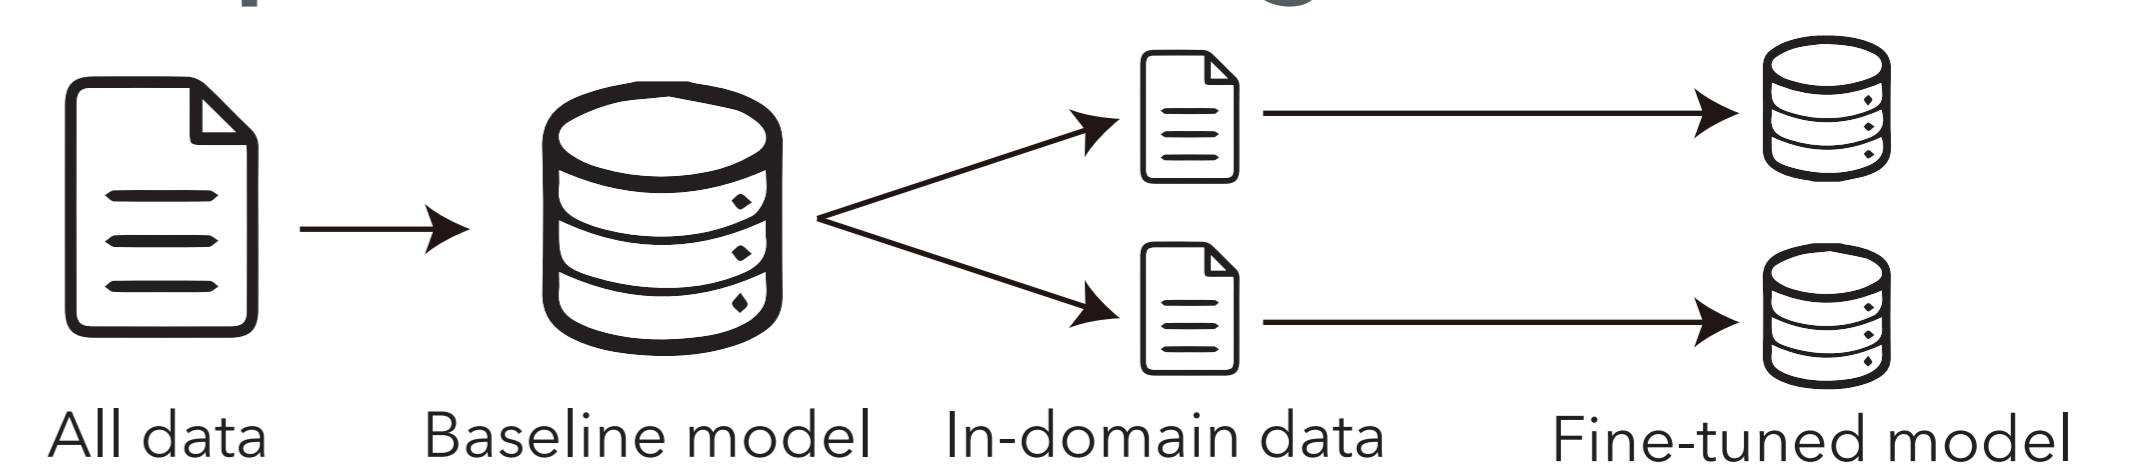 All data
Baseline model
In-domain data
Fine-tuned model